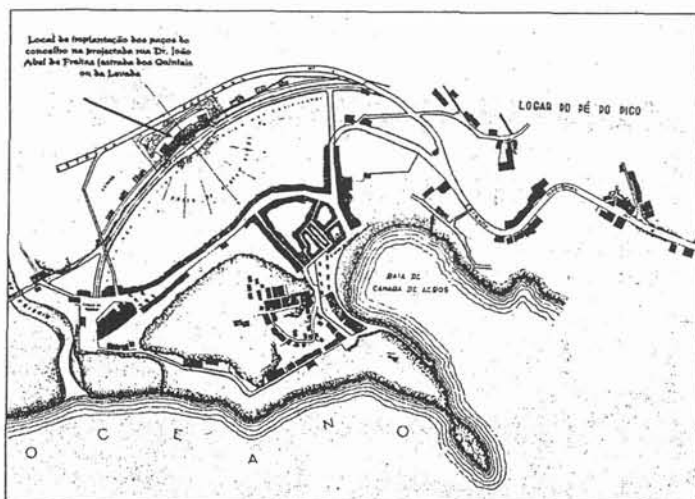 Local de implantação dos paços do
concelho na projectada rua Dr. João
Abel de Freitas (estrada dos Quintais
ou da Levada
LOGAR DO PÉ DO PICO
BAIA DE
CAMARA DE LOBOS
OCEANO